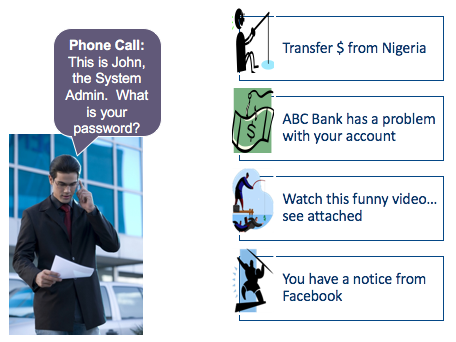 Phone Call:
This is John,
the System
Admin.  What
is your
password?
Transfer $ from Nigeria
ABC Bank has a problem
with your account
Watch this funny video...
see attached
You have a notice from
Facebook